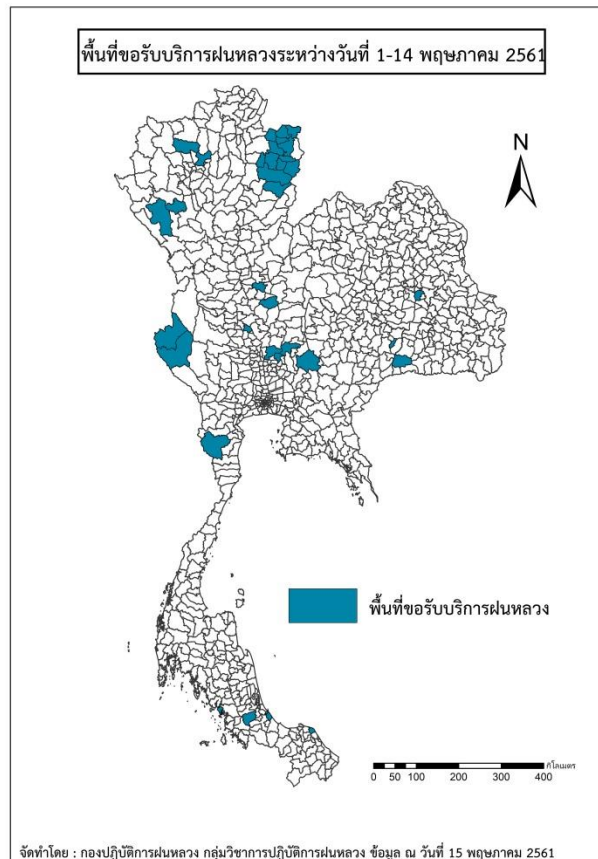 พื้นที่ขอรับบริการฝนหลวงระหว่างวันที่ 1-14 พฤษภาคม 2561
N
พื้นที่ขอรับบริการฝนหลวง
กิโลเมตร
0 50 100 200 300 400
จัดทำโดย : กองปฏิบัติการฝนหลวง กลุ่มวิชาการปฏิบัติการฝนหลวง ข้อมูล ณ วันที่ 15 พฤษภาคม 2561